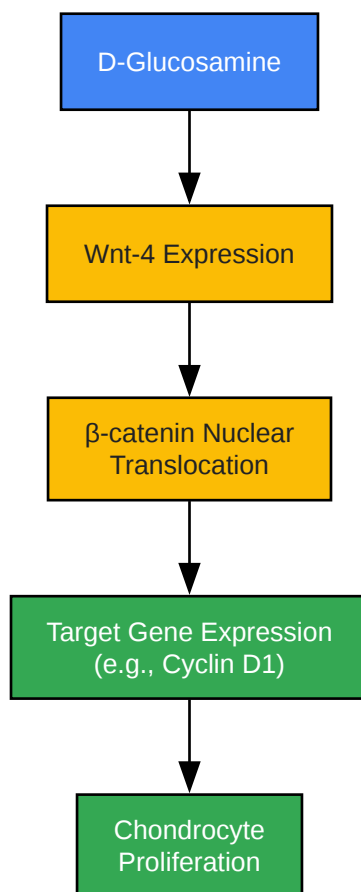 D-Glucosamine
Wnt-4 Expression
β-catenin Nuclear
Translocation
Target Gene Expression
(e.g., Cyclin D1)
Chondrocyte
Proliferation